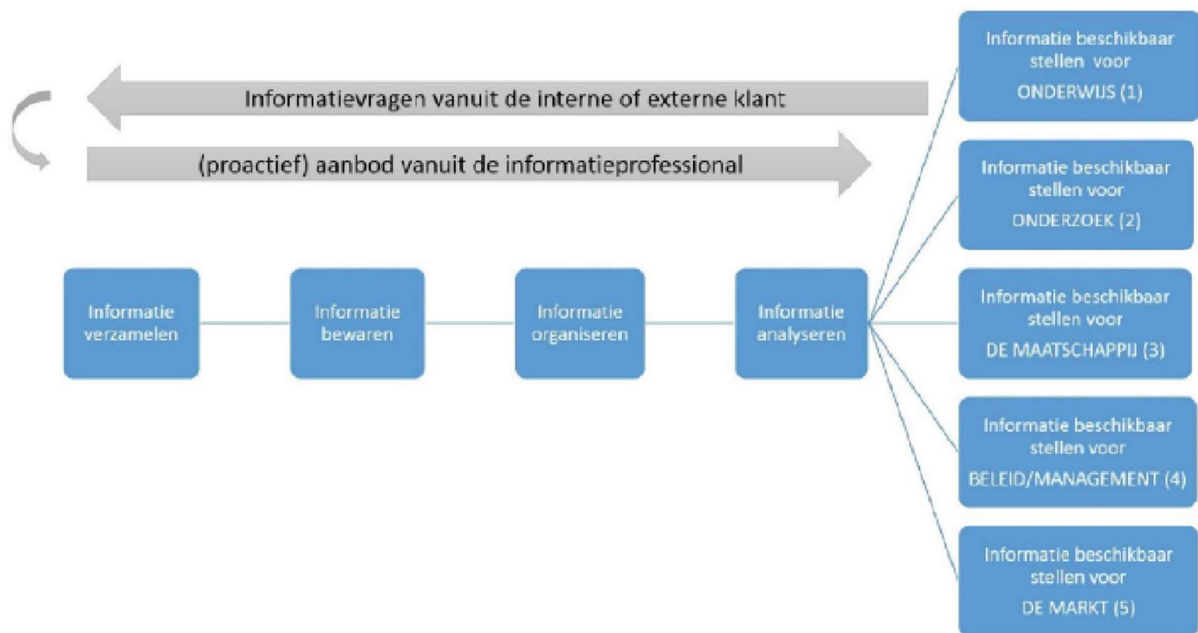 Informatievragen vanuit de interne of externe klant
(proactief) aanbod vanuit de informatieprofessional
Informatie
verzamelen
Informatie
bewaren
Informatie
organiseren
Informatie
analyseren
Informatie beschikbaar
stellen voor
ONDERWIJS (1)
Informatie beschikbaar
stellen voor
ONDERZOEK (2)
Informatie beschikbaar
stellen voor
DE MAATSCHAPPIJ (3)
Informatie beschikbaar
stellen voor
BELEID/MANAGEMENT (4)
Informatie beschikbaar
stellen voor
DE MARKT (5)